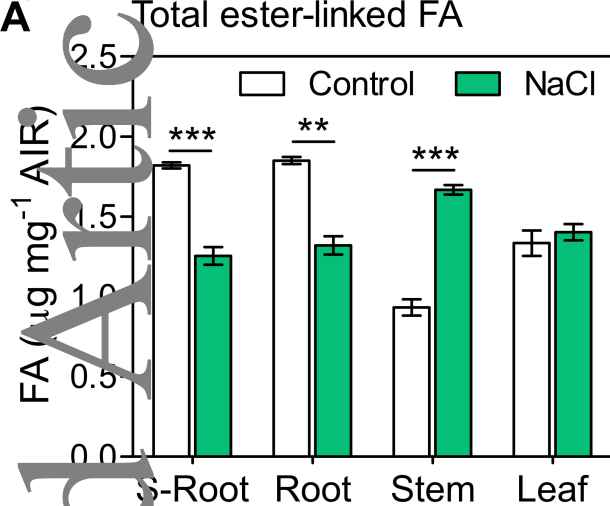 A
Total ester-linked FA
2.5
Control NaCl
2.0
***
**
***
1.5
1.0
0.5
0.0
FA (µg mg⁻¹ AIR)
S-Root Root Stem Leaf
d Artic